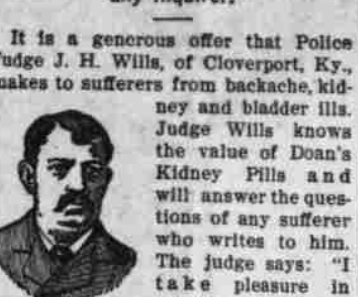 any inquirer.
It is a generous offer that Police
Judge J. H. Wills, of Cloverport, Ky.,
makes to sufferers from backache, kid-
ney and bladder ills.
Judge Wills knows
the value of Doan's
Kidney Pills and
will answer the ques-
tions of any sufferer
who writes to him.
The judge says: "I
take pleasure in